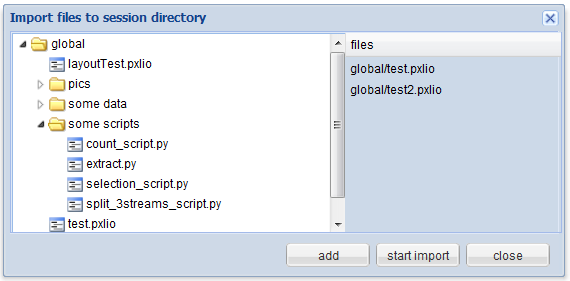 Import files to session directory
global
layoutTest.pxlio
pics
some data
some scripts
count_script.py
extract.py
selection_script.py
split_3streams_script.py
test.pxlio
files
global/test.pxlio
global/test2.pxlio
add
start import
close